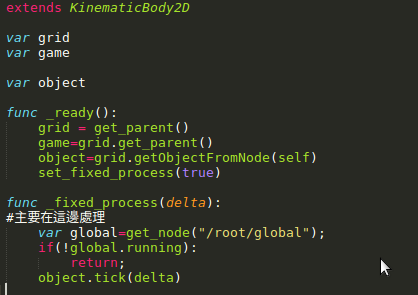 extends KinematicBody2D
var grid
var game
var object
func _ready():
    grid = get_parent()
    game=grid.get_parent()
    object=grid.getObjectFromNode(self)
    set_fixed_process(true)
func _fixed_process(delta):
#主要在這邊處理
    var global=get_node("/root/global");
    if(!global.running):
        return;
    object.tick(delta)